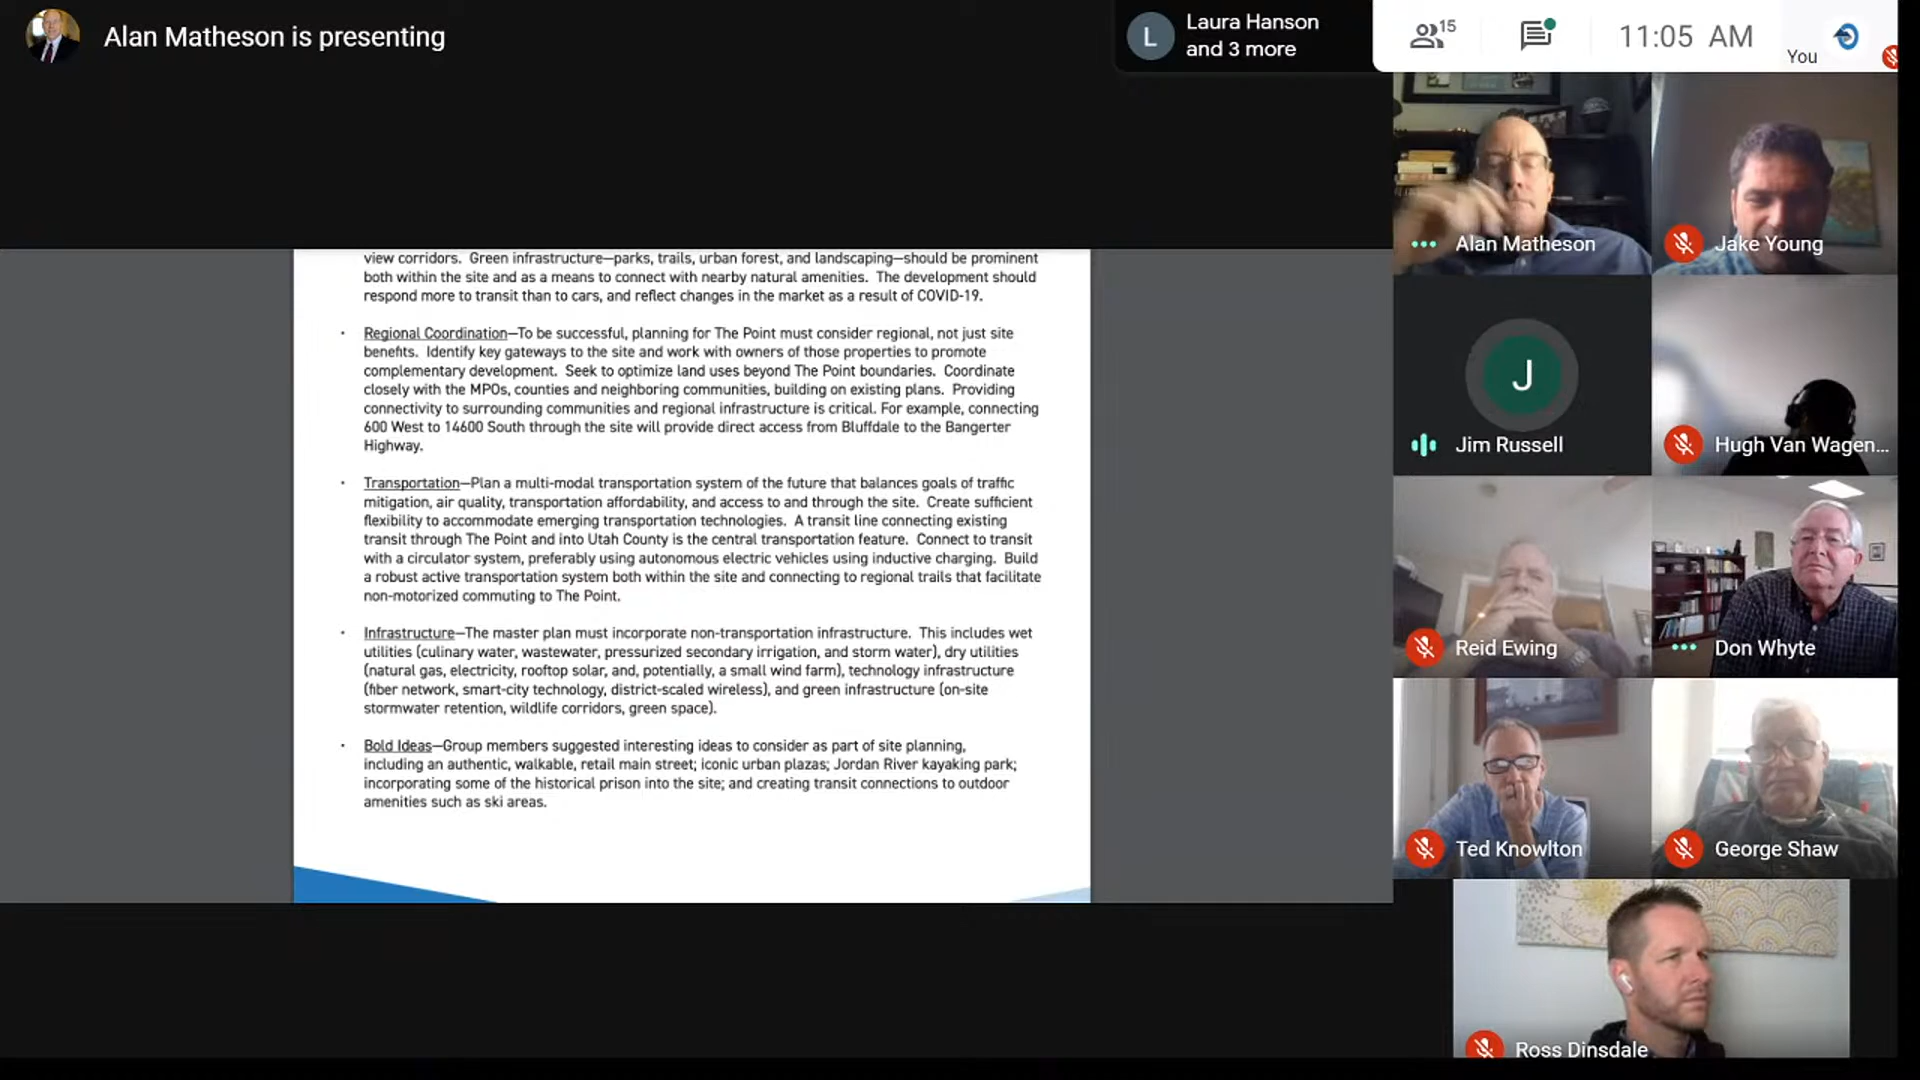 Alan Matheson is presenting
L
Laura Hanson
and 3 more
15
11:05 AM
You
view corridors. Green infrastructure—parks, trails, urban forest, and landscaping—should be prominent
both within the site and as a means to connect with nearby natural amenities. The development should
respond more to transit than to cars, and reflect changes in the market as a result of COVID-19.
· Regional Coordination—To be successful, planning for The Point must consider regional, not just site
benefits. Identify key gateways to the site and work with owners of those properties to promote
complementary development. Seek to optimize land uses beyond The Point boundaries. Coordinate
closely with the MPOs, counties and neighboring communities, building on existing plans. Providing
connectivity to surrounding communities and regional infrastructure is critical. For example, connecting
600 West to 14600 South through the site will provide direct access from Bluffdale to the Bangerter
Highway.
· Transportation—Plan a multi-modal transportation system of the future that balances goals of traffic
mitigation, air quality, transportation affordability, and access to and through the site. Create sufficient
flexibility to accommodate emerging transportation technologies. A transit line connecting existing
transit through The Point and into Utah County is the central transportation feature. Connect to transit
with a circulator system, preferably using autonomous electric vehicles using inductive charging. Build
a robust active transportation system both within the site and connecting to regional trails that facilitate
non-motorized commuting to The Point.
· Infrastructure—The master plan must incorporate non-transportation infrastructure. This includes wet
utilities (culinary water, wastewater, pressurized secondary irrigation, and storm water), dry utilities
(natural gas, electricity, rooftop solar, and, potentially, a small wind farm), technology infrastructure
(fiber network, smart-city technology, district-scaled wireless), and green infrastructure (on-site
stormwater retention, wildlife corridors, green space).
· Bold Ideas—Group members suggested interesting ideas to consider as part of site planning,
including an authentic, walkable, retail main street; iconic urban plazas; Jordan River kayaking park;
incorporating some of the historical prison into the site; and creating transit connections to outdoor
amenities such as ski areas.
Alan Matheson
Jake Young
J
Jim Russell
Hugh Van Wagen...
Reid Ewing
Don Whyte
Ted Knowlton
George Shaw
Ross Dinsdale